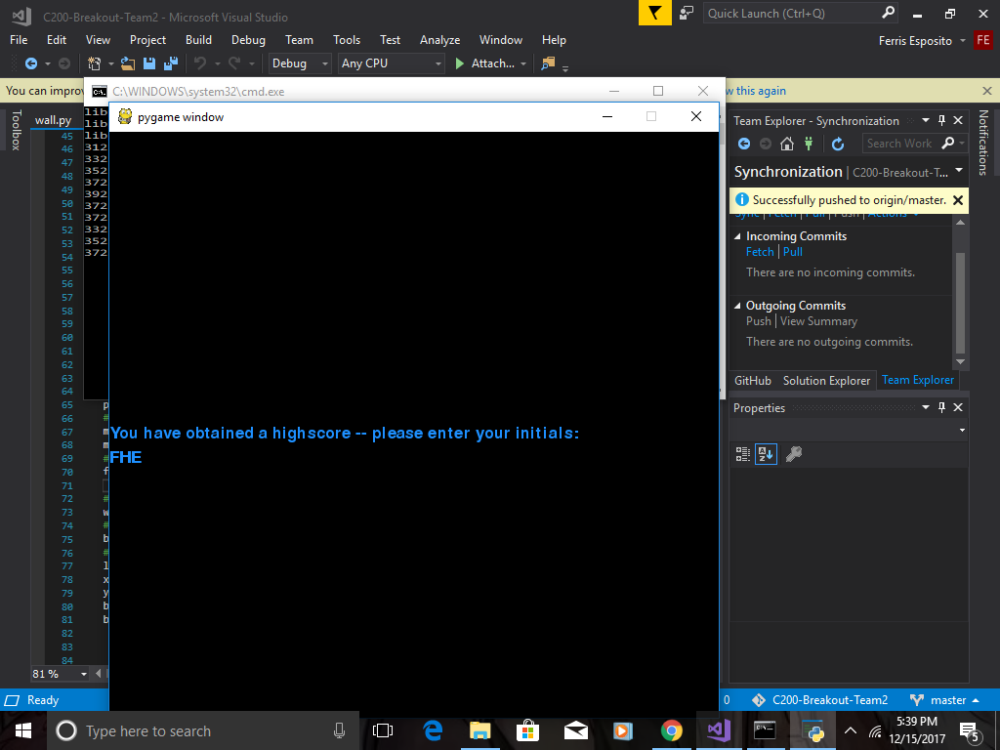 C200-Breakout-Team2 - Microsoft Visual Studio
Quick Launch (Ctrl+Q)
File Edit View Project Build Debug Team Tools Test Analyze Window Help
Ferris Esposito
FE
Debug Any CPU Attach...
You can improv
w this again
C:\WINDOWS\system32\cmd.exe
pygame window
Toolbox
wall.py
lib
lib
lib
312
332
352
372
392
372
372
332
352
372
45
46
47
48
49
50
51
52
53
54
55
56
57
58
59
60
61
62
63
64
65 p
66 #
67 m
68 m
69 #
70 f
71
72 #
73 w
74 #
75 b
76 #
77 l
78 x
79 y
80 b
81 b
82
83
84
81 %
You have obtained a highscore -- please enter your initials:
FHE
Team Explorer - Synchronization
Notifications
Search Work
Synchronization | C200-Breakout-T...
Successfully pushed to origin/master.
Sync Fetch Pull Push Actions
Incoming Commits
Fetch | Pull
There are no incoming commits.
Outgoing Commits
Push | View Summary
There are no outgoing commits.
GitHub Solution Explorer Team Explorer
Properties
Ready
0 C200-Breakout-Team2 master
Type here to search
5:39 PM
12/15/2017
5